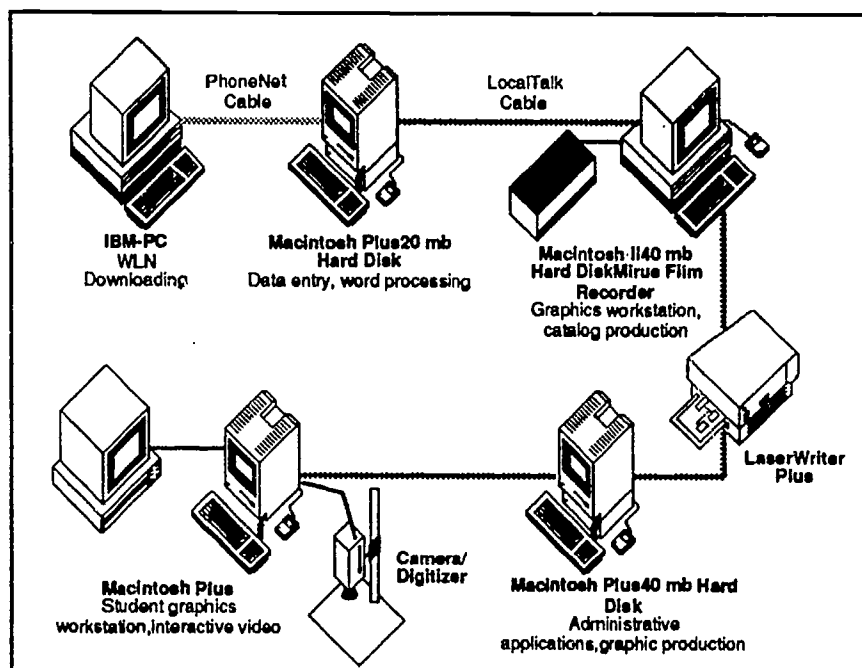 PhoneNet
Cable
LocalTalk
Cable
IBM-PC
WLN
Downloading
Macintosh Plus20 mb
Hard Disk
Data entry, word processing
Macintosh II40 mb
Hard DiskMirus Film
Recorder
Graphics workstation,
catalog production
LaserWriter
Plus
Macintosh Plus
Student graphics
workstation,interactive video
Camera/
Digitizer
Macintosh Plus40 mb Hard
Disk
Administrative
applications,graphic production